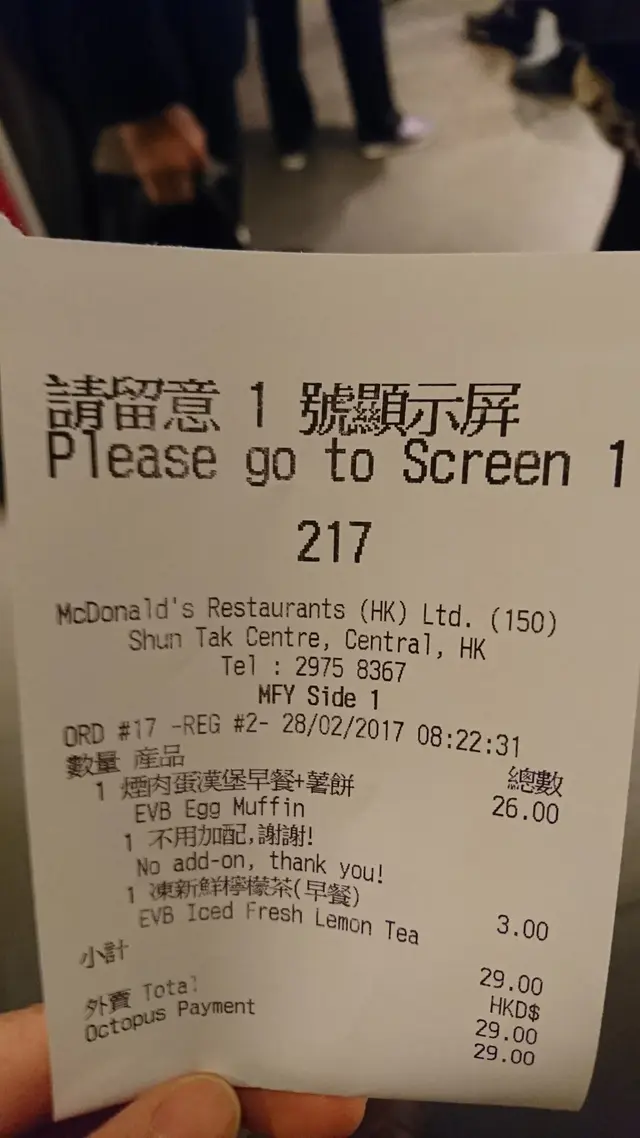 請留意 1 號顯示屏
Please go to Screen 1
217
McDonald's Restaurants (HK) Ltd. (150)
Shun Tak Centre, Central, HK
Tel : 2975 8367
MFY Side 1
ORD #17 -REG #2- 28/02/2017 08:22:31
數量 產品 總數
1 煙肉蛋漢堡早餐+薯餅 26.00
EVB Egg Muffin
1 不用加配,謝謝!
No add-on, thank you!
1 凍新鮮檸檬茶(早餐) 3.00
EVB Iced Fresh Lemon Tea
小計 29.00
HKD$
外賣 Total 29.00
Octopus Payment 29.00